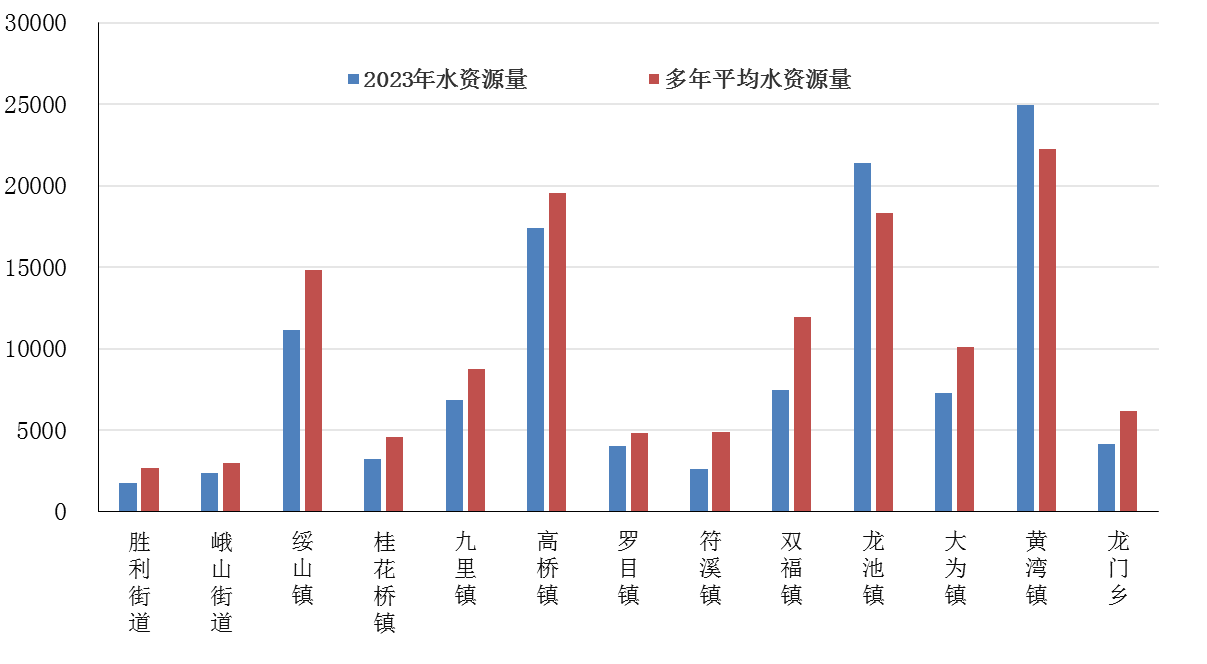 30000
2023年水资源量 多年平均水资源量
25000
20000
15000
10000
5000
0
胜利街道
峨山街道
绥山镇
桂花桥镇
九里镇
高桥镇
罗目镇
符溪镇
双福镇
龙池镇
大为镇
黄湾镇
龙门乡